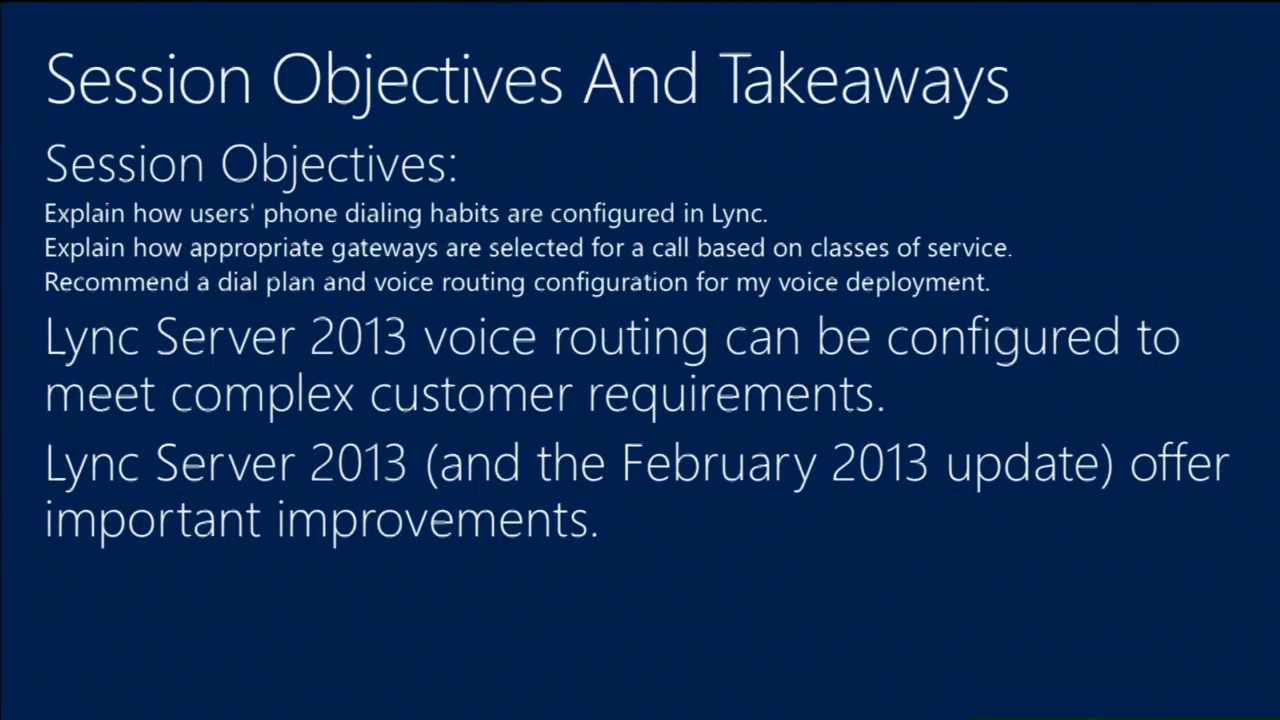 Session Objectives And Takeaways
Session Objectives:
Explain how users' phone dialing habits are configured in Lync.
Explain how appropriate gateways are selected for a call based on classes of service.
Recommend a dial plan and voice routing configuration for my voice deployment.
Lync Server 2013 voice routing can be configured to
meet complex customer requirements.
Lync Server 2013 (and the February 2013 update) offer
important improvements.